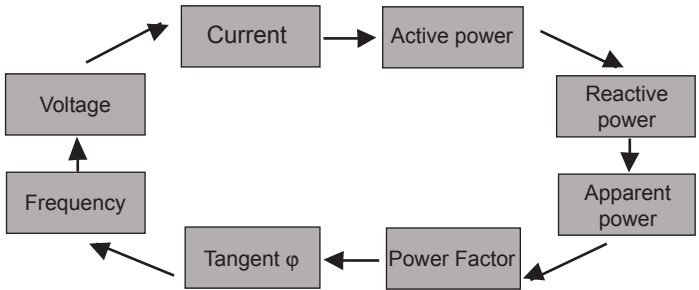 Current
Active power
Voltage
Reactive
power
Frequency
Apparent
power
Tangent φ
Power Factor